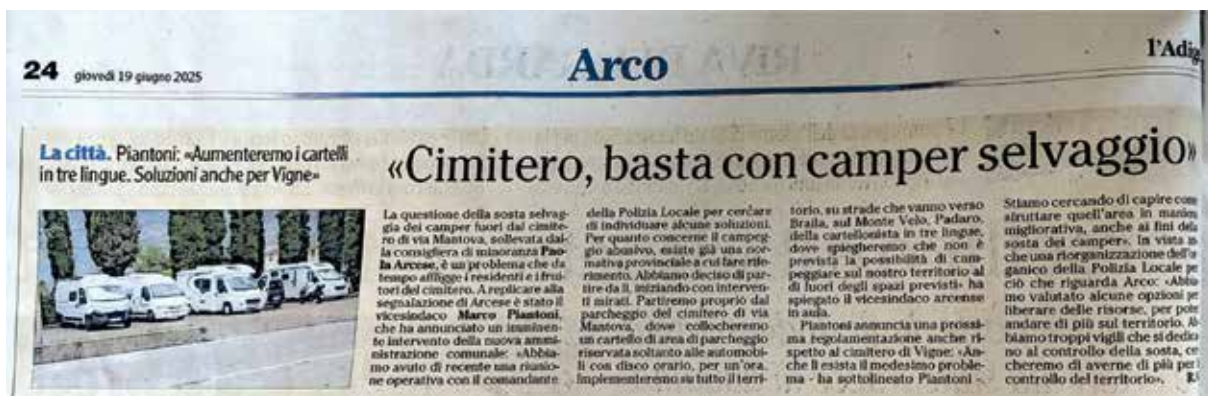 24 giovedì 19 giugno 2025
Arco
l'Adig
La città. Piantoni: «Aumenteremo i cartelli
in tre lingue. Soluzioni anche per Vigne»
«Cimitero, basta con camper selvaggio»
La questione della sosta selvag-
gia dei camper fuori dal cimite-
ro di via Mantova, sollevata dal-
la consigliera di minoranza Pao-
la Arcese, è un problema che da
tempo affligge i residenti e i frui-
tori del cimitero. A replicare alla
segnalazione di Arcese è stato il
vicesindaco Marco Piantoni,
che ha annunciato un imminen-
te intervento della nuova ammi-
nistrazione comunale: «Abbia-
mo avuto di recente una riunio-
ne operativa con il comandante
della Polizia Locale per cercare
di individuare alcune soluzioni.
Per quanto concerne il campeg-
gio abusivo, esiste già una nor-
mativa provinciale a cui fare rife-
rimento. Abbiamo deciso di par-
tire da lì, iniziando con interven-
ti mirati. Partiremo proprio dal
parcheggio del cimitero di via
Mantova, dove collocheremo
un cartello di area di parcheggio
riservata soltanto alle automobi-
li con disco orario, per un'ora.
Implementeremo su tutto il terri-
torio, su strade che vanno verso
Braila, sul Monte Velo, Padaro,
della cartellonistica in tre lingue,
dove spiegheremo che non è
prevista la possibilità di cam-
peggiare sul nostro territorio al
di fuori degli spazi previsti» ha
spiegato il vicesindaco arcense
in aula.
Piantoni annuncia una prossi-
ma regolamentazione anche ri-
spetto al cimitero di Vigne: «An-
che lì esista il modesimo proble-
ma - ha sottolineato Piantoni -.
Stiamo cercando di capire come
sfruttare quell'area in maniera
migliorativa, anche ai fini della
sosta dei camper». In vista
che una riorganizzazione dell'or
ganico della Polizia Locale per
ciò che riguarda Arco: «Abbia
mo valutato alcune opzioni per
liberare delle risorse, per poter
andare di più sul territorio. Ab
biamo troppi vigili che si dedic
no al controllo della sosta, ce
cheremo di averne di più per i
controllo del territorio».